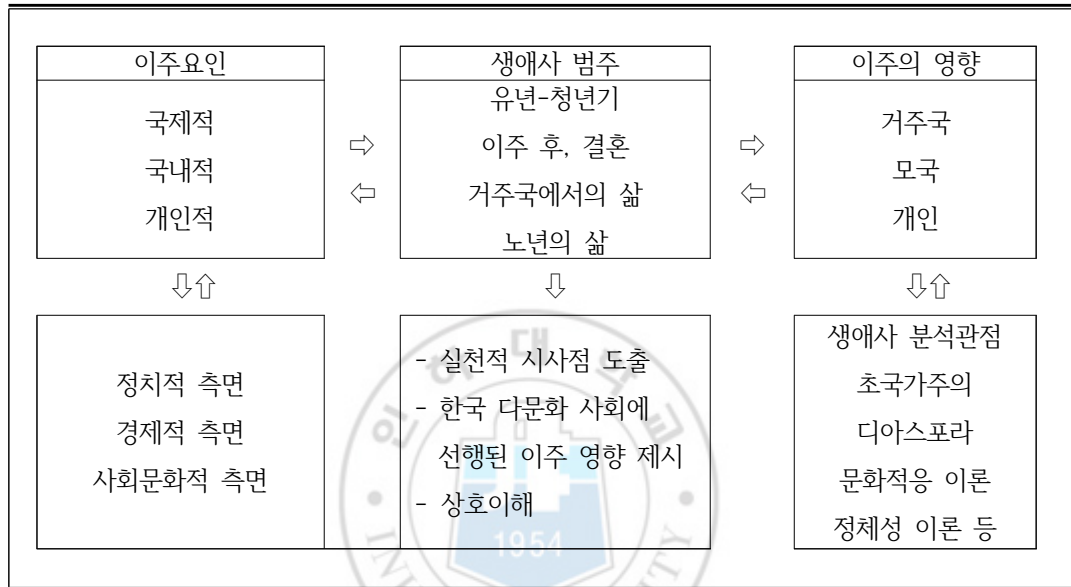 이주요인
국제적
국내적
개인적
⇨
⇦
생애사 범주
유년-청년기
이주 후, 결혼
거주국에서의 삶
노년의 삶
⇨
⇦
이주의 영향
거주국
모국
개인
⇩⇧
⇩
⇩⇧
정치적 측면
경제적 측면
사회문화적 측면
- 실천적 시사점 도출
- 한국 다문화 사회에
선행된 이주 영향 제시
- 상호이해
생애사 분석관점
초국가주의
디아스포라
문화적응 이론
정체성 이론 등
인하대학교
1954